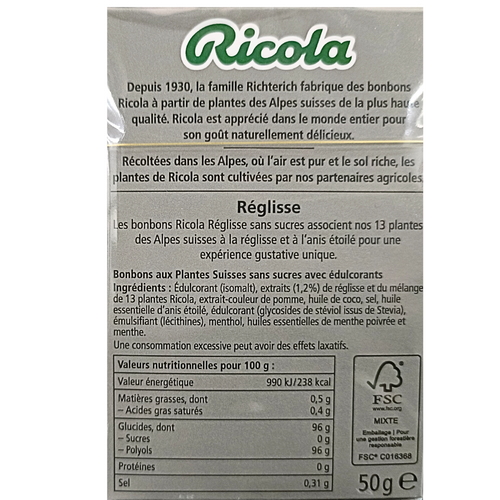 Ricola
Depuis 1930, la famille Richterich fabrique des bonbons
Ricola à partir de plantes des Alpes suisses de la plus haute
qualité. Ricola est apprécié dans le monde entier pour
son goût naturellement délicieux.
Récoltées dans les Alpes, où l'air est pur et le sol riche, les
plantes de Ricola sont cultivées par nos partenaires agricoles.
Réglisse
Les bonbons Ricola Réglisse sans sucres associent nos 13 plantes
des Alpes suisses à la réglisse et à l'anis étoilé pour une
expérience gustative unique.
Bonbons aux Plantes Suisses sans sucres avec édulcorants
Ingrédients : Édulcorant (isomalt), extraits (1,2%) de réglisse et du mélange
de 13 plantes Ricola, extrait-couleur de pomme, huile de coco, sel, huile
essentielle d'anis étoilé, édulcorant (glycosides de stéviol issus de Stevia),
émulsifiant (lécithines), menthol, huiles essentielles de menthe poivrée et
menthe.
Une consommation excessive peut avoir des effets laxatifs.
Valeurs nutritionnelles pour 100 g :
Valeur énergétique 990 kJ/238 kcal
Matières grasses, dont 0,5 g
– Acides gras saturés 0,4 g
Glucides, dont 96 g
– Sucres 0 g
– Polyols 96 g
Protéines 0 g
Sel 0,31 g
FSC
www.fsc.org
MIXTE
Emballage | Pour
une gestion forestière
responsable
FSC® C016368
50 g e